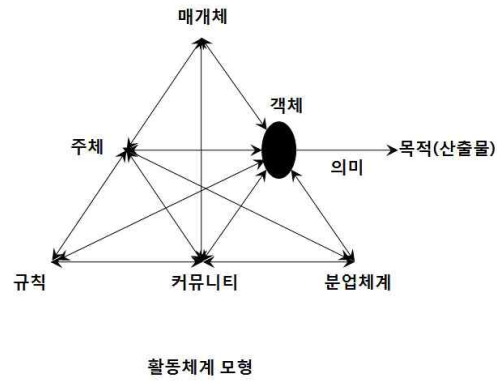 매개체
객체
주체
목적(산출물)
의미
규칙
커뮤니티
분업체계
활동체계 모형